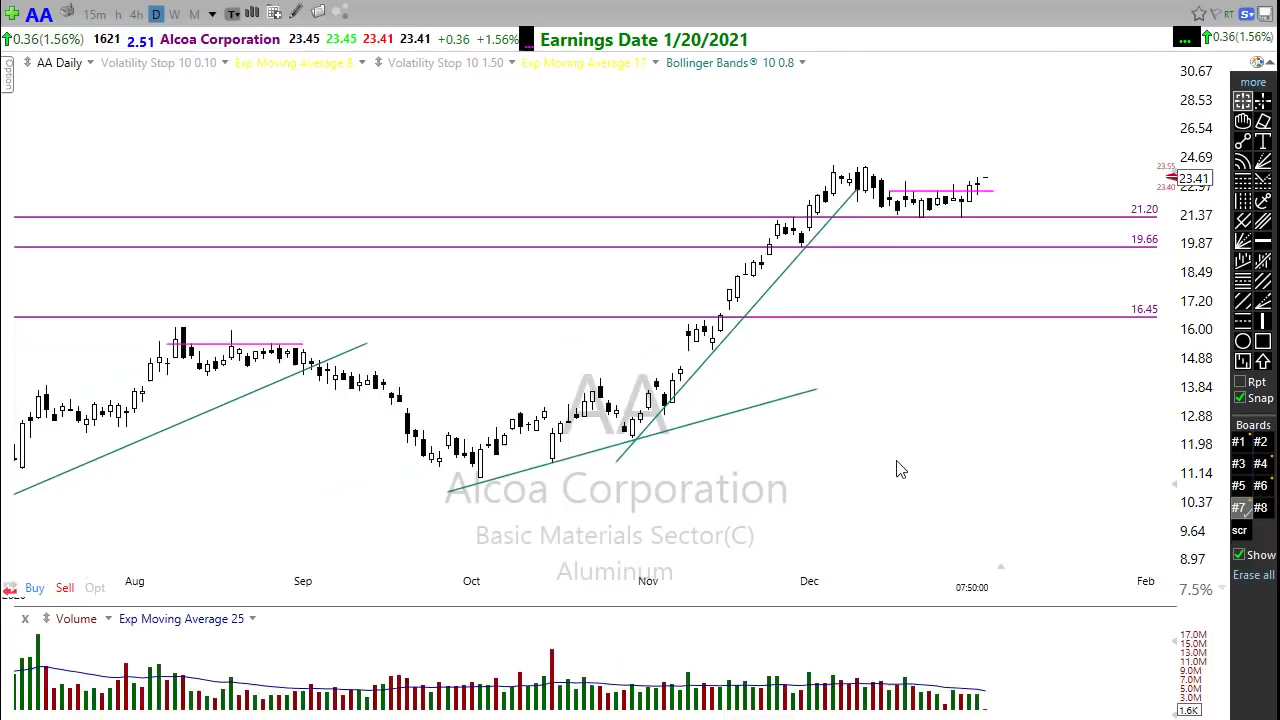 AA 15m h 4h D W M T RT S
0.36(1.56%) 1621 2.51 Alcoa Corporation 23.45 23.45 23.41 23.41 +0.36 +1.56% ... Earnings Date 1/20/2021 ... 0.36(1.56%)
Option
AA Daily Volatility Stop 10 0.10 Exp Moving Average 8 Volatility Stop 10 1.50 Exp Moving Average 17 Bollinger Bands® 10 0.8
more
30.67
28.53
26.54
24.69
23.55
23.41
23.40
22.97
21.20
21.37
19.66
19.87
18.49
17.20
16.45
16.00
14.88
13.84
12.88
11.98
11.14
10.37
9.64
8.97
AA
Alcoa Corporation
Basic Materials Sector(C)
Aluminum
T
Rpt
Snap
Boards
#1 #2
#3 #4
#5 #6
#7 #8
scr
Show
Erase all
Aug Sep Oct Nov Dec Feb
Buy Sell Opt 07:50:00 7.5%
X Volume Exp Moving Average 25
17.0M
15.0M
13.0M
11.0M
9.0M
7.0M
5.0M
3.0M
1.6K